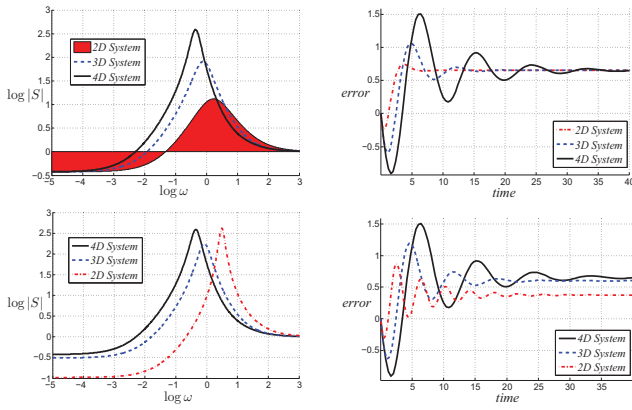 3
2.5
2
1.5
1
0.5
0
−0.5
log |S|
2D System
3D System
4D System
−5 −4 −3 −2 −1 0 1 2 3
log ω
1.5
1.0
0.5
0
−0.5
error
2D System
3D System
4D System
5 10 15 20 25 30 35 40
time
3
2.5
2
1.5
1
0.5
0
−0.5
−1
log |S|
4D System
3D System
2D System
−5 −4 −3 −2 −1 0 1 2 3
log ω
1.5
1.0
0.5
0
−0.5
error
4D System
3D System
2D System
5 10 15 20 25 30 35
time